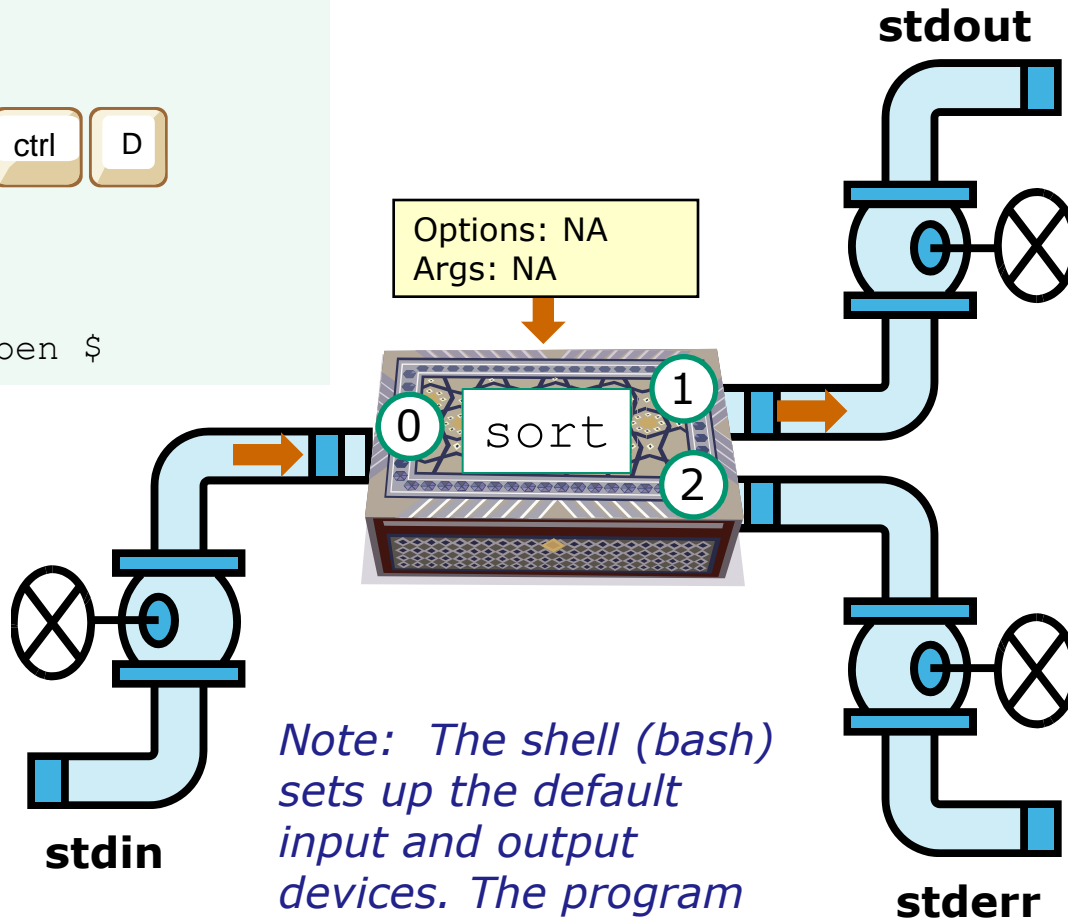 stdout
ctrl D
Options: NA
Args: NA
$
0
sort
1
2
Note: The shell (bash)
sets up the default
input and output
devices. The program
stdin
stderr